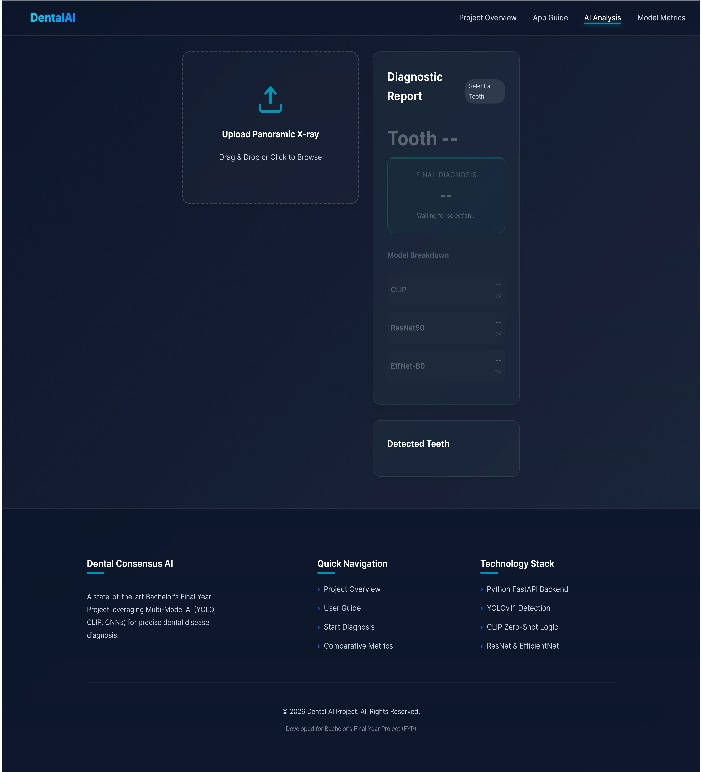 DentalAI
Project Overview
App Guide
AI Analysis
Model Metrics
Upload Panoramic X-ray
Drag & Drop or Click to Browse
Diagnostic
Report
Select a
Tooth
Tooth --
FINAL DIAGNOSIS
--
Waiting for selection...
Model Breakdown
CLIP
--
ResNet50
--
EffNet-B0
--
Detected Teeth
Dental Consensus AI
A state-of-the-art Bachelor's Final Year
Project leveraging Multi-Model AI (YOLO,
CLIP, CNNs) for precise dental disease
diagnosis.
Quick Navigation
› Project Overview
› User Guide
› Start Diagnosis
› Comparative Metrics
Technology Stack
› Python FastAPI Backend
› YOLOv11 Detection
› CLIP Zero-Shot Logic
› ResNet & EfficientNet
© 2026 Dental AI Project. All Rights Reserved.
Developed for Bachelor's Final Year Project (FYP)